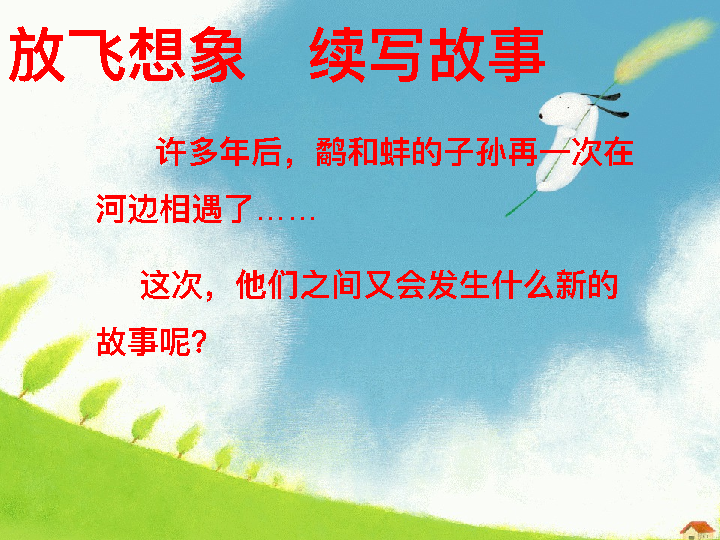 放飞想象 续写故事
许多年后，鹬和蚌的子孙再一次在
河边相遇了……
这次，他们之间又会发生什么新的
故事呢？